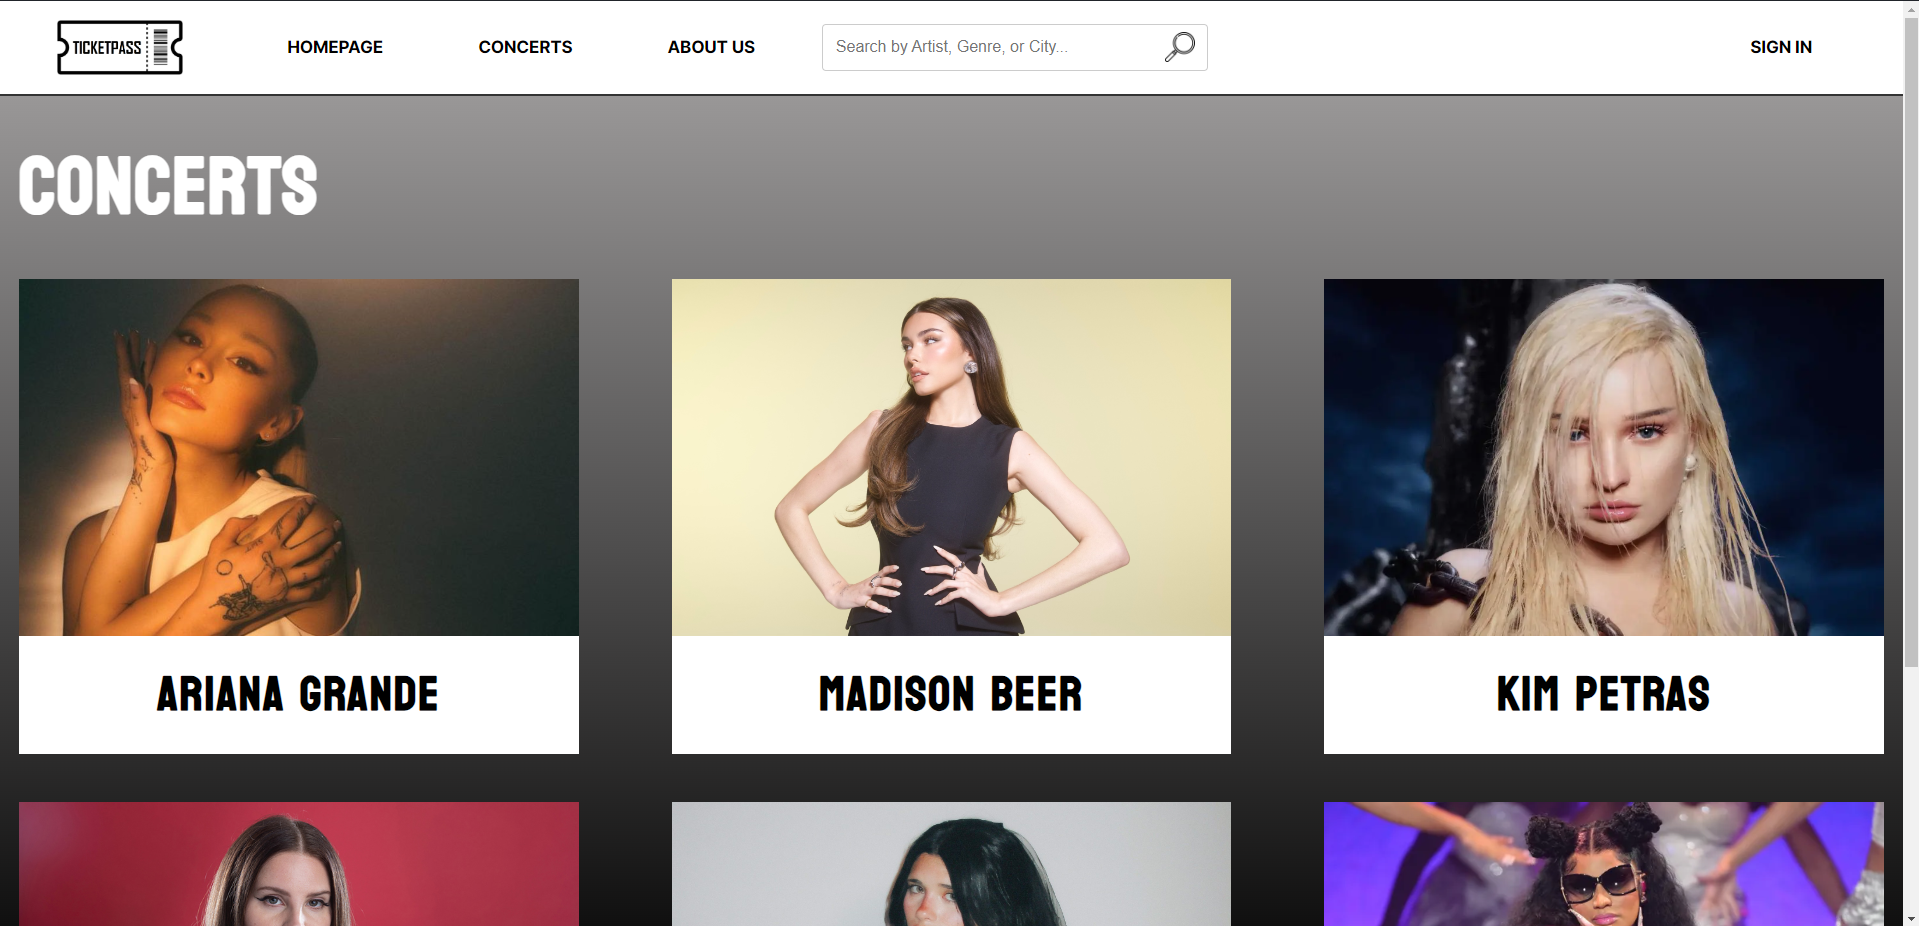 TICKETPASS
HOMEPAGE
CONCERTS
ABOUT US
Search by Artist, Genre, or City...
SIGN IN
CONCERTS
ARIANA GRANDE
MADISON BEER
KIM PETRAS